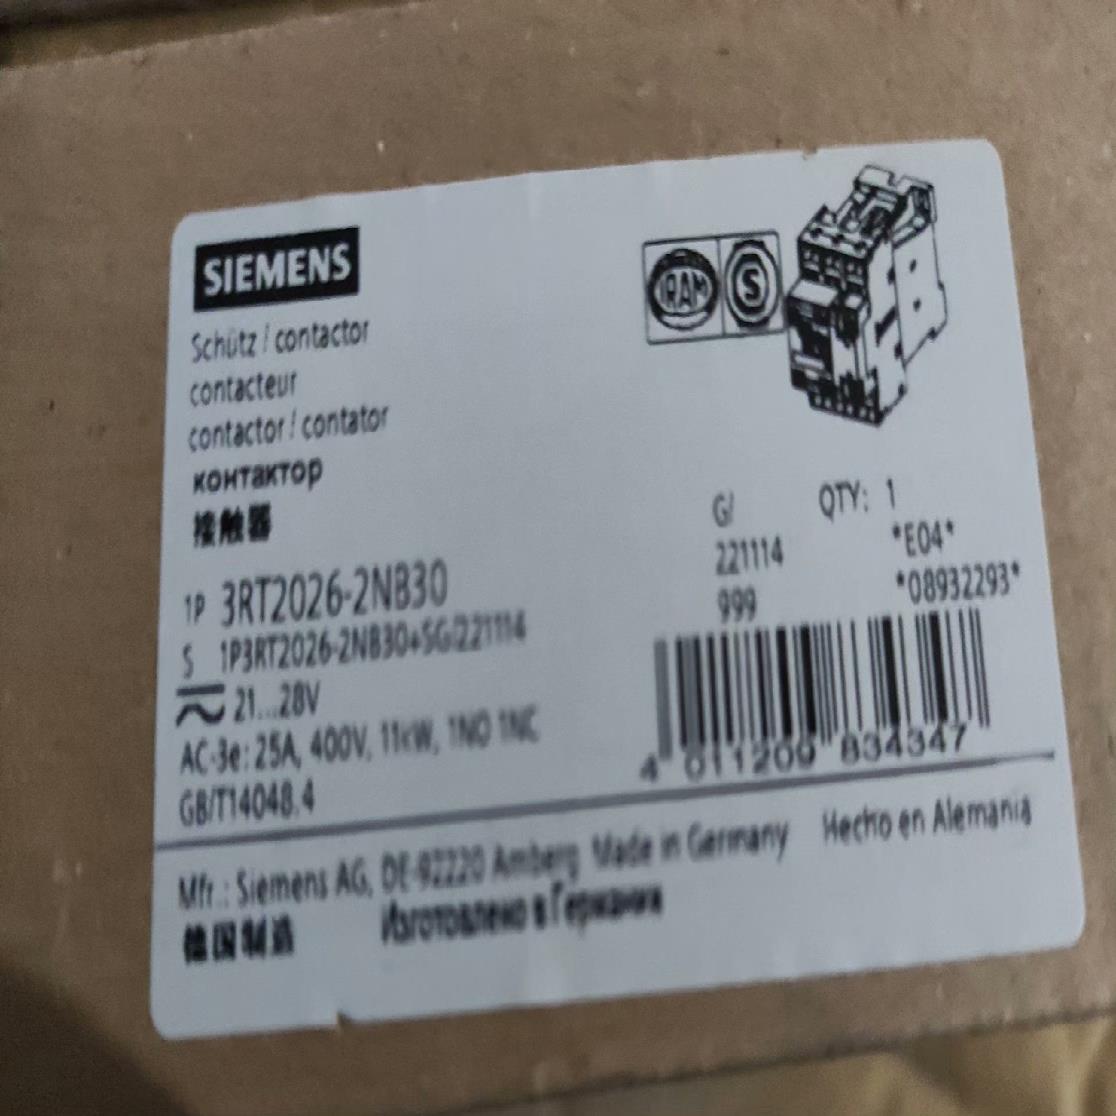 SIEMENS
IRAM
S
Schütz / contactor
contacteur
contactor / contator
контактор
接触器
G/ QTY: 1
221114 *E04*
999 *08932293*
1P 3RT2026-2NB30
S 1P3RT2026-2NB30+SG/221114
21...28V
AC-3e: 25A, 400V, 11kW, 1NO 1NC
GB/T14048.4
4 011209 834347
Mfr.: Siemens AG, DE-92220 Amberg Made in Germany Hecho en Alemania
德国制造 Изготовлено в Германии